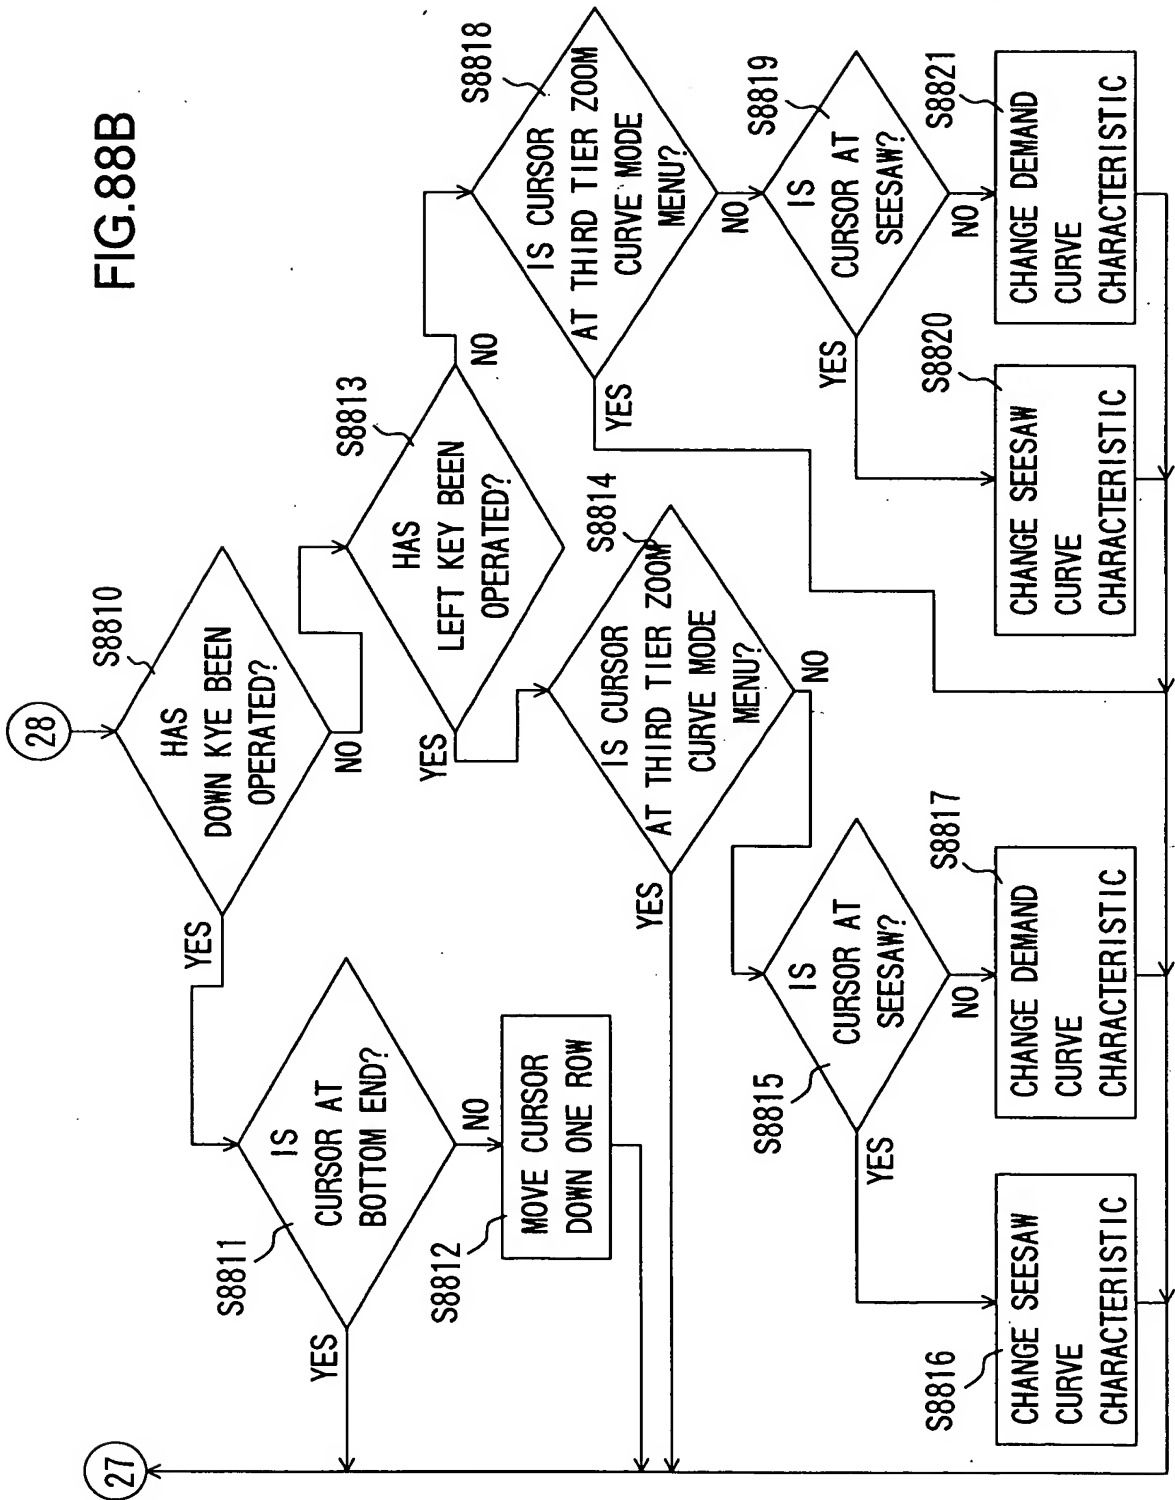 FIG.88B
28
S8810
HAS
DOWN KYE BEEN
OPERATED?
YES
NO
S8811
IS
CURSOR AT
BOTTOM END?
YES
NO
S8812
MOVE CURSOR
DOWN ONE ROW
S8813
HAS
LEFT KEY BEEN
OPERATED?
YES
NO
S8814
IS CURSOR
AT THIRD TIER ZOOM
CURVE MODE
MENU?
YES
NO
S8815
IS
CURSOR AT
SEESAW?
YES
NO
S8816
CHANGE SEESAW
CURVE
CHARACTERISTIC
S8817
CHANGE DEMAND
CURVE
CHARACTERISTIC
S8818
IS CURSOR
AT THIRD TIER ZOOM
CURVE MODE
MENU?
YES
NO
S8819
IS
CURSOR AT
SEESAW?
YES
NO
S8820
CHANGE SEESAW
CURVE
CHARACTERISTIC
S8821
CHANGE DEMAND
CURVE
CHARACTERISTIC
27